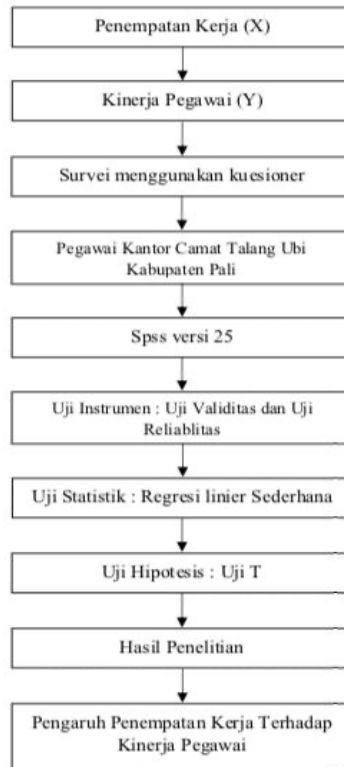 Penempatan Kerja (X)
Kinerja Pegawai (Y)
Survei menggunakan kuesioner
Pegawai Kantor Camat Talang Ubi
Kabupaten Pali
Spss versi 25
Uji Instrumen : Uji Validitas dan Uji
Reliablitas
Uji Statistik : Regresi linier Sederhana
Uji Hipotesis : Uji T
Hasil Penelitian
Pengaruh Penempatan Kerja Terhadap
Kinerja Pegawai